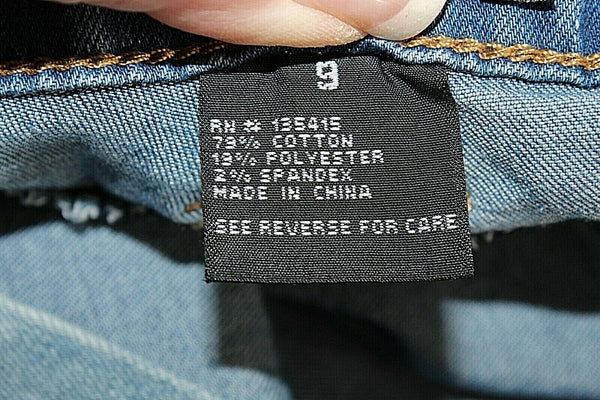 9
RN # 135415
79% COTTON
19% POLYESTER
2% SPANDEX
MADE IN CHINA
SEE REVERSE FOR CARE